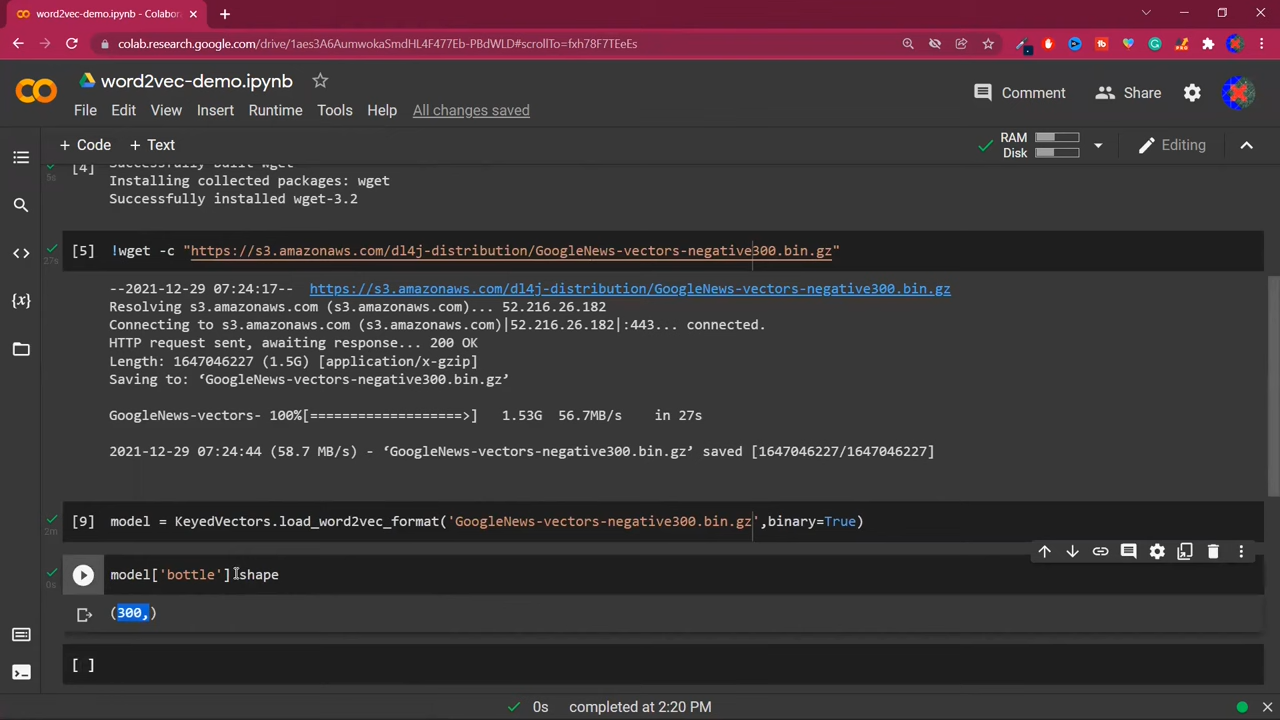 word2vec-demo.ipynb - Colabor
colab.research.google.com/drive/1aes3A6AumwokaSmdHL4F477Eb-PBdWLD#scrollTo=fxh78F7TEeEs
word2vec-demo.ipynb
Comment
Share
File Edit View Insert Runtime Tools Help All changes saved
+ Code + Text
RAM
Disk
Editing
[4] Successfully built wget
5s
Installing collected packages: wget
Successfully installed wget-3.2
[5] !wget -c "https://s3.amazonaws.com/dl4j-distribution/GoogleNews-vectors-negative300.bin.gz"
27s
--2021-12-29 07:24:17-- https://s3.amazonaws.com/dl4j-distribution/GoogleNews-vectors-negative300.bin.gz
Resolving s3.amazonaws.com (s3.amazonaws.com)... 52.216.26.182
Connecting to s3.amazonaws.com (s3.amazonaws.com)|52.216.26.182|:443... connected.
HTTP request sent, awaiting response... 200 OK
Length: 1647046227 (1.5G) [application/x-gzip]
Saving to: ‘GoogleNews-vectors-negative300.bin.gz’
GoogleNews-vectors- 100%[===================>] 1.53G 56.7MB/s in 27s
2021-12-29 07:24:44 (58.7 MB/s) - ‘GoogleNews-vectors-negative300.bin.gz’ saved [1647046227/1647046227]
[9] model = KeyedVectors.load_word2vec_format('GoogleNews-vectors-negative300.bin.gz',binary=True)
2m
model['bottle'].shape
0s
(300,)
[ ]
0s completed at 2:20 PM